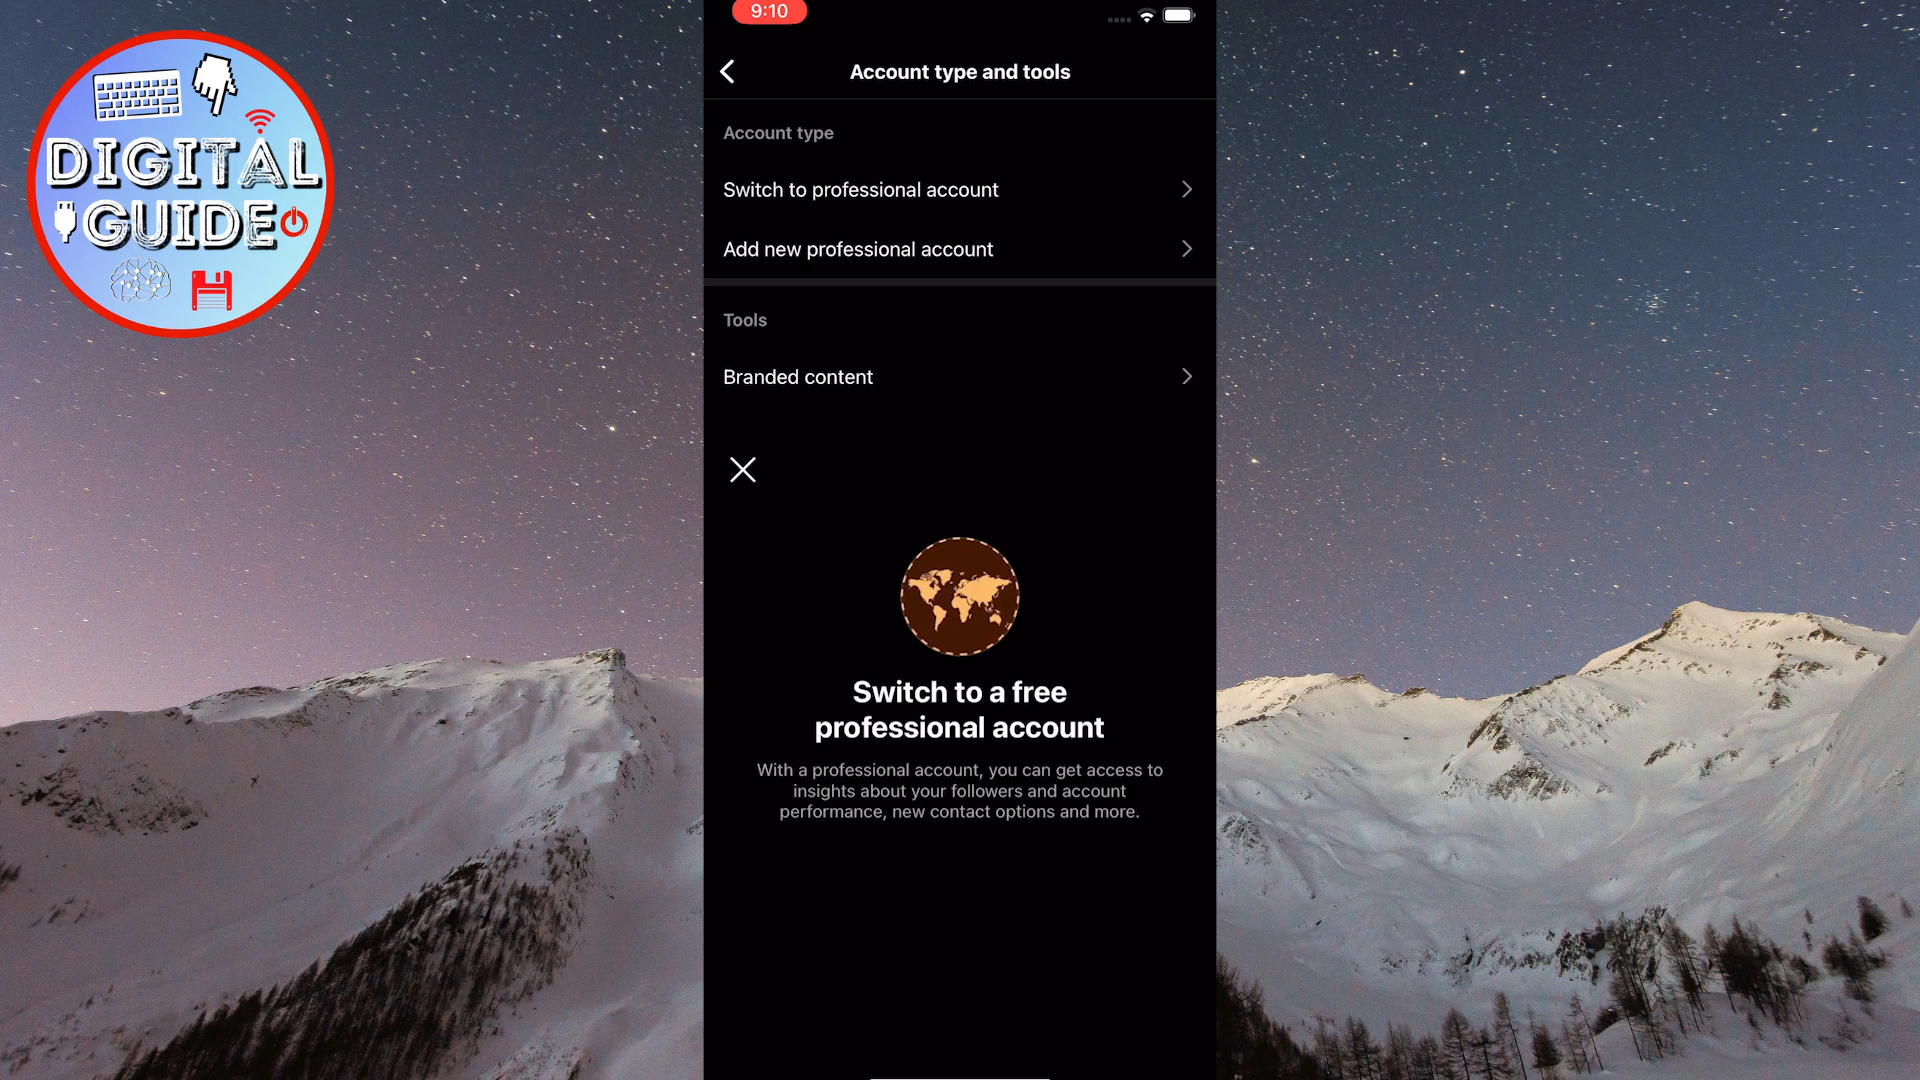 DIGITAL
GUIDE
9:10
Account type and tools
Account type
Switch to professional account
Add new professional account
Tools
Branded content
Switch to a free
professional account
With a professional account, you can get access to
insights about your followers and account
performance, new contact options and more.